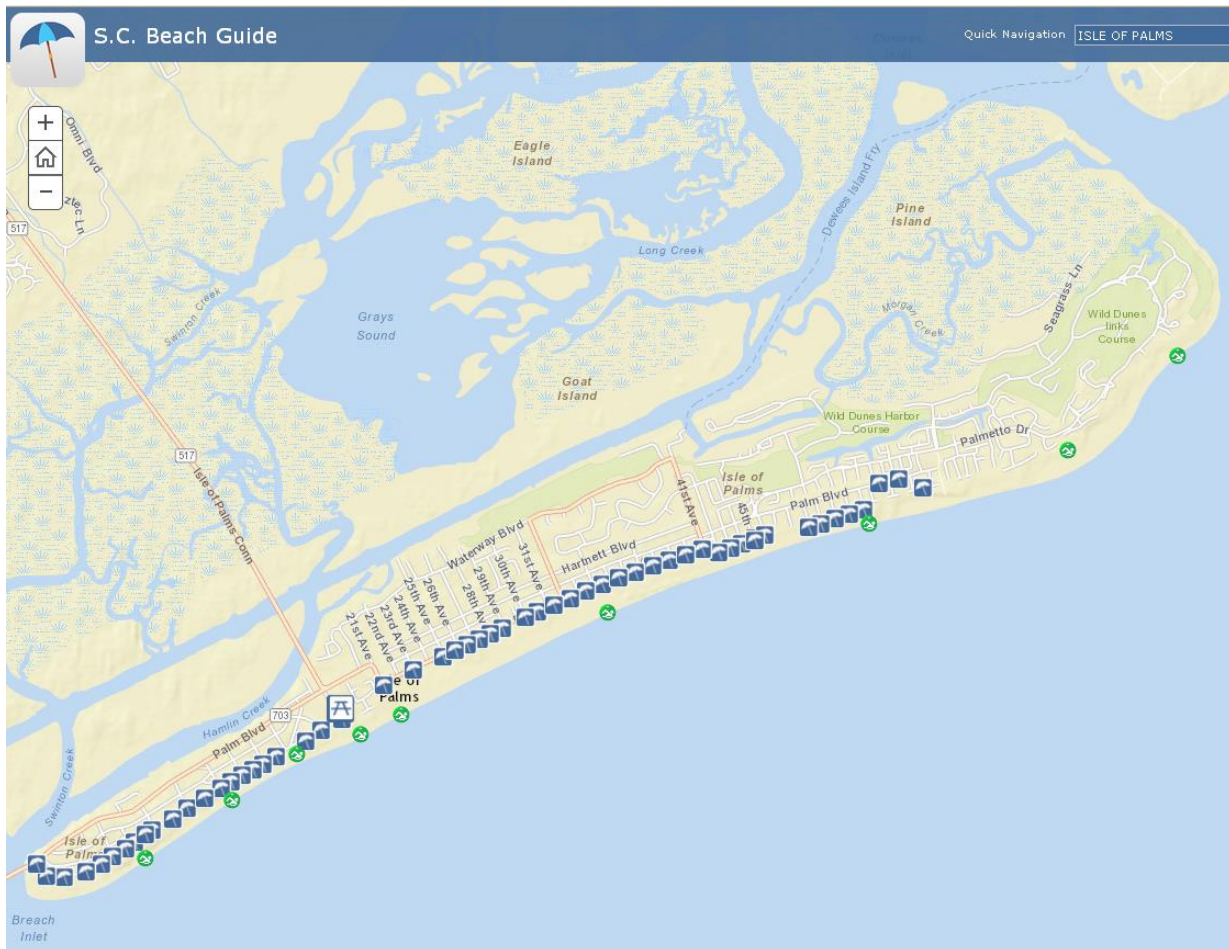 S.C. Beach Guide
Quick Navigation
ISLE OF PALMS
+
−
Omni Blvd
517
Eagle
Island
Dewees Island Fry
Pine
Island
Long Creek
Swinton Creek
Grays
Sound
Morgan Creek
Seagrass Ln
Wild Dunes
links
Course
Goat
Island
Wild Dunes Harbor
Course
Palmetto Dr
517
Isle of Palms Conn
Isle of
Palms
41st Ave
45th
Palm Blvd
Waterway Blvd
Hartnett Blvd
31st Ave
30th Ave
29th Ave
28th Av
26th Ave
25th Ave
24th Ave
23rd Ave
22nd Ave
21st Ave
Palms
Hamlin Creek
703
Palm Blvd
Swinton Creek
Isle of
Breach
Inlet